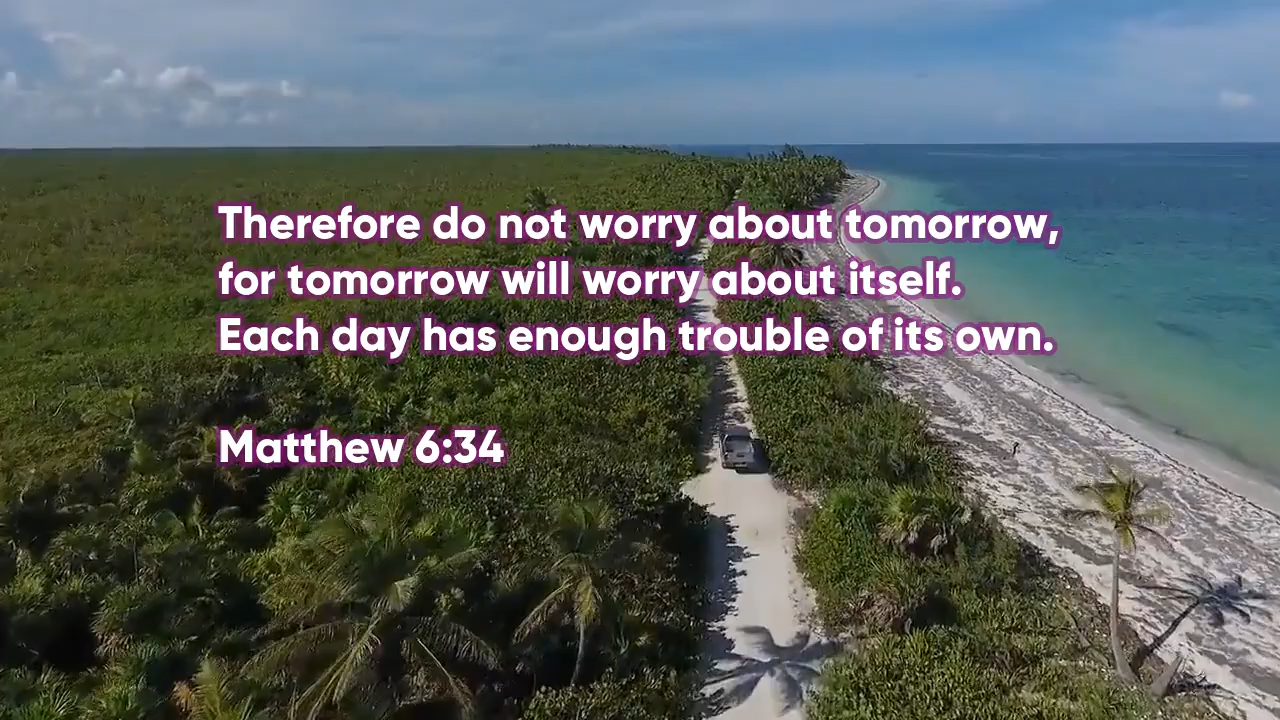 Therefore do not worry about tomorrow,
for tomorrow will worry about itself.
Each day has enough trouble of its own.
Matthew 6:34